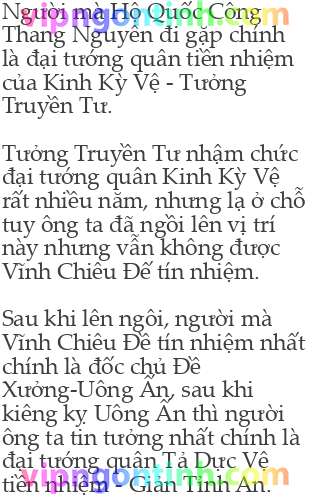 Người mà Hộ Quốc Công
Thang Nguyên đi gặp chính
là đại tướng quân tiền nhiệm
của Kinh Kỳ Vệ - Tưởng
Truyền Tư.
Tưởng Truyền Tư nhậm chức
đại tướng quân Kinh Kỳ Vệ
rất nhiều năm, nhưng lạ ở chỗ
tuy ông ta đã ngồi lên vị trí
này nhưng vẫn không được
Vĩnh Chiêu Đế tín nhiệm.
Sau khi lên ngôi, người mà
Vĩnh Chiêu Đế tín nhiệm nhất
chính là đốc chủ Đề
Xưởng-Uông Ấn, sau khi
kiêng kỵ Uông Ấn thì người
ông ta tin tưởng nhất chính là
đại tướng quân Tả Dực Vệ
tiền nhiệm - Giản Tinh An.
vipngontinh.com
vipngontinh.com